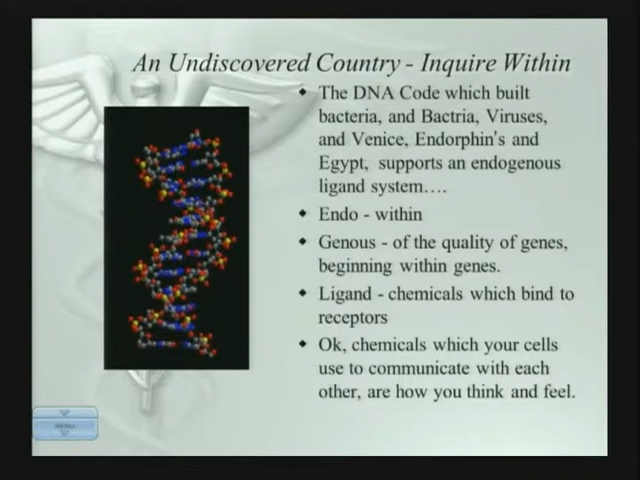 An Undiscovered Country - Inquire Within
The DNA Code which built
bacteria, and Bactria, Viruses,
and Venice, Endorphin's and
Egypt, supports an endogenous
ligand system….
Endo - within
Genous - of the quality of genes,
beginning within genes.
Ligand - chemicals which bind to
receptors
Ok, chemicals which your cells
use to communicate with each
other, are how you think and feel.
MENU